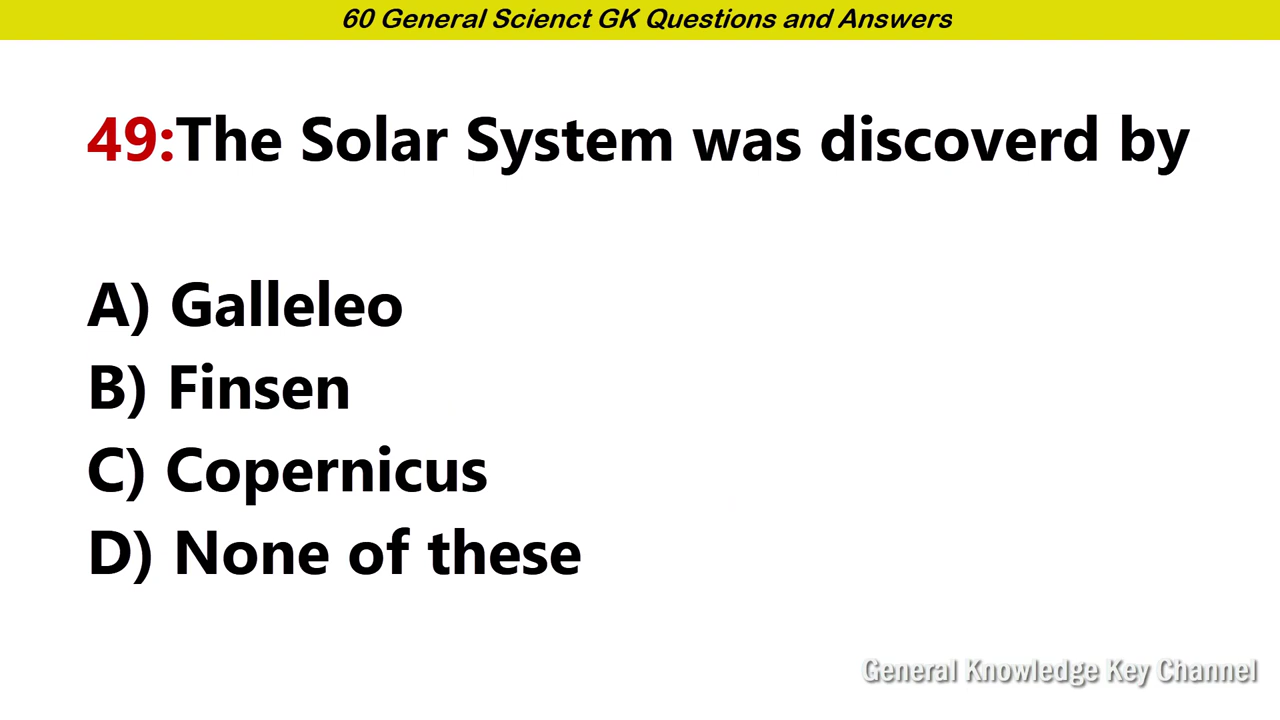 60 General Scienct GK Questions and Answers
49:The Solar System was discoverd by
A) Galleleo
B) Finsen
C) Copernicus
D) None of these
General Knowledge Key Channel